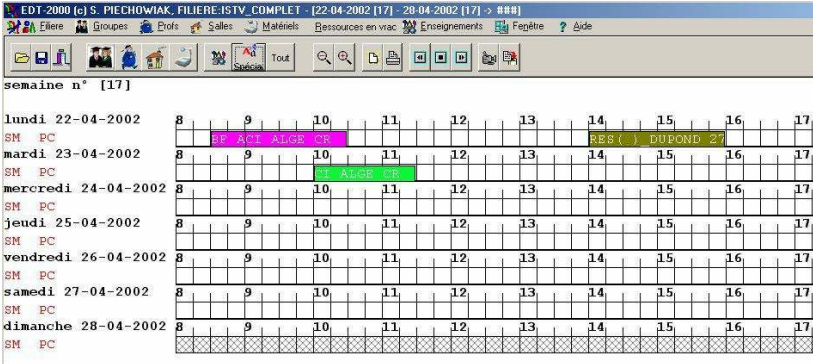 EDT-2000 (c) S. PIECHOWIAK, FILIERE:ISTV_COMPLET - [22-04-2002 [17] - 28-04-2002 [17] -> ###]
Filiere Groupes Profs Salles Matériels Ressources en vrac Enseignements Fenêtre ? Aide
Spécial Tout
semaine n° [17]
lundi 22-04-2002 8 9 10 11 12 13 14 15 16 17
SM PC BF ACI ALGE CR RES( )_DUPOND 27
mardi 23-04-2002 8 9 10 11 12 13 14 15 16 17
SM PC CI ALGE CR
mercredi 24-04-2002 8 9 10 11 12 13 14 15 16 17
SM PC
jeudi 25-04-2002 8 9 10 11 12 13 14 15 16 17
SM PC
vendredi 26-04-2002 8 9 10 11 12 13 14 15 16 17
SM PC
samedi 27-04-2002 8 9 10 11 12 13 14 15 16 17
SM PC
dimanche 28-04-2002 8 9 10 11 12 13 14 15 16 17
SM PC